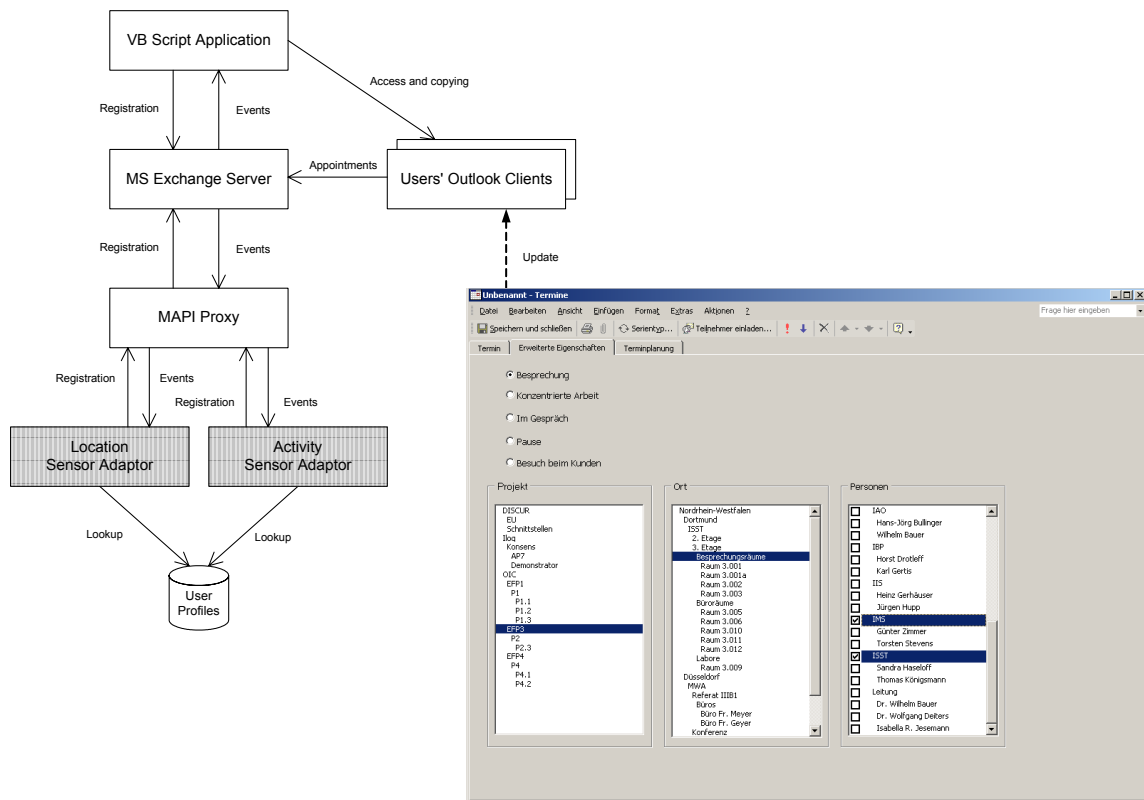 VB Script Application
Access and copying
Registration
Events
MS Exchange Server
Appointments
Users' Outlook Clients
Registration
Events
Update
MAPI Proxy
Registration
Events
Registration
Events
Location
Sensor Adaptor
Activity
Sensor Adaptor
Lookup
Lookup
User
Profiles
Unbenannt - Termine
Datei Bearbeiten Ansicht Einfügen Format Extras Aktionen ?
Frage hier eingeben
Speichern und schließen Serientyp... Teilnehmer einladen...
Termin Erweiterte Eigenschaften Terminplanung
Besprechung
Konzentrierte Arbeit
Im Gespräch
Pause
Besuch beim Kunden
Projekt
DISCUR
EU
Schnittstellen
Iloq
Konsens
AP7
Demonstrator
OIC
EFP1
P1
P1.1
P1.2
P1.3
EFP3
P2
P2.3
EFP4
P4
P4.1
P4.2
Ort
Nordrhein-Westfalen
Dortmund
ISST
2. Etage
3. Etage
Besprechungsräume
Raum 3.001
Raum 3.001a
Raum 3.002
Raum 3.003
Büroräume
Raum 3.005
Raum 3.006
Raum 3.010
Raum 3.011
Raum 3.012
Labore
Raum 3.009
Düsseldorf
MWA
Referat IIIB1
Büros
Büro Fr. Meyer
Büro Fr. Geyer
Konferenz
Personen
IAO
Hans-Jörg Bullinger
Wilhelm Bauer
IBP
Horst Drotleff
Karl Gertis
IIS
Heinz Gerhäuser
Jürgen Hupp
IMS
Günter Zimmer
Torsten Stevens
ISST
Sandra Haseloff
Thomas Königsmann
Leitung
Dr. Wilhelm Bauer
Dr. Wolfgang Deiters
Isabella R. Jesemann